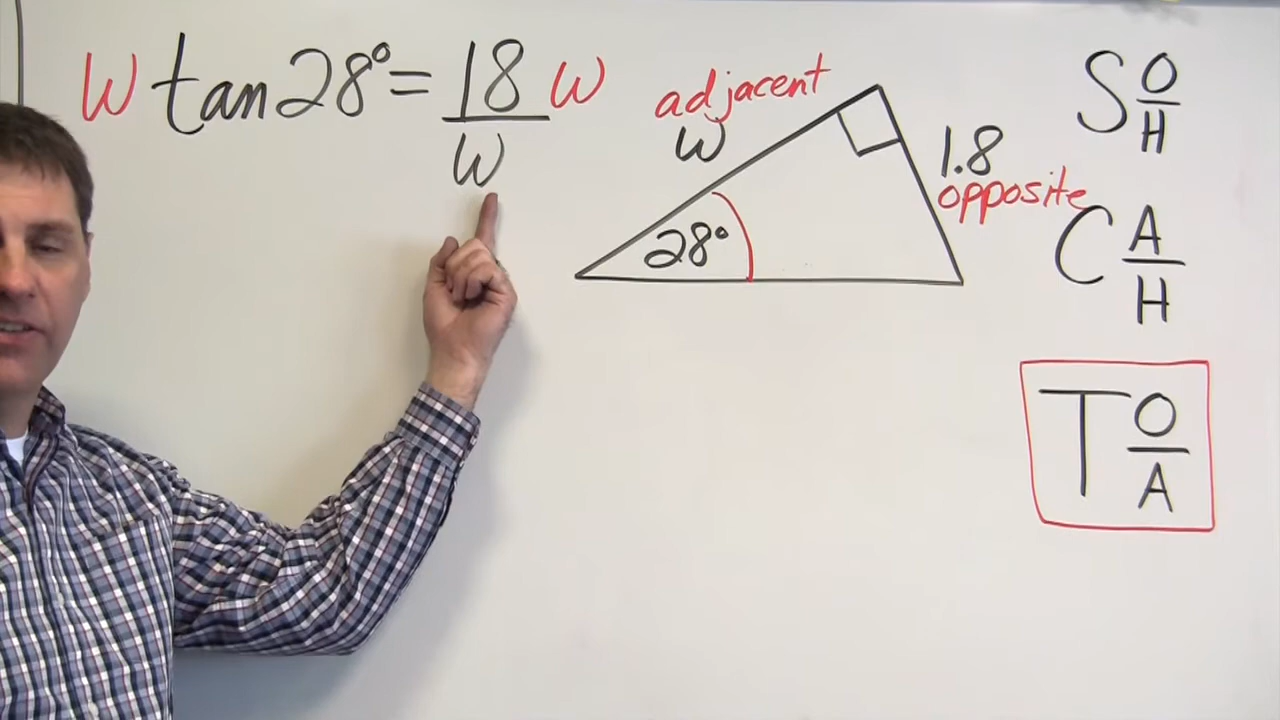 W tan 28° = 18 W
W
adjacent
W
28°
1.8
opposite
S O
H
C A
H
T O
A